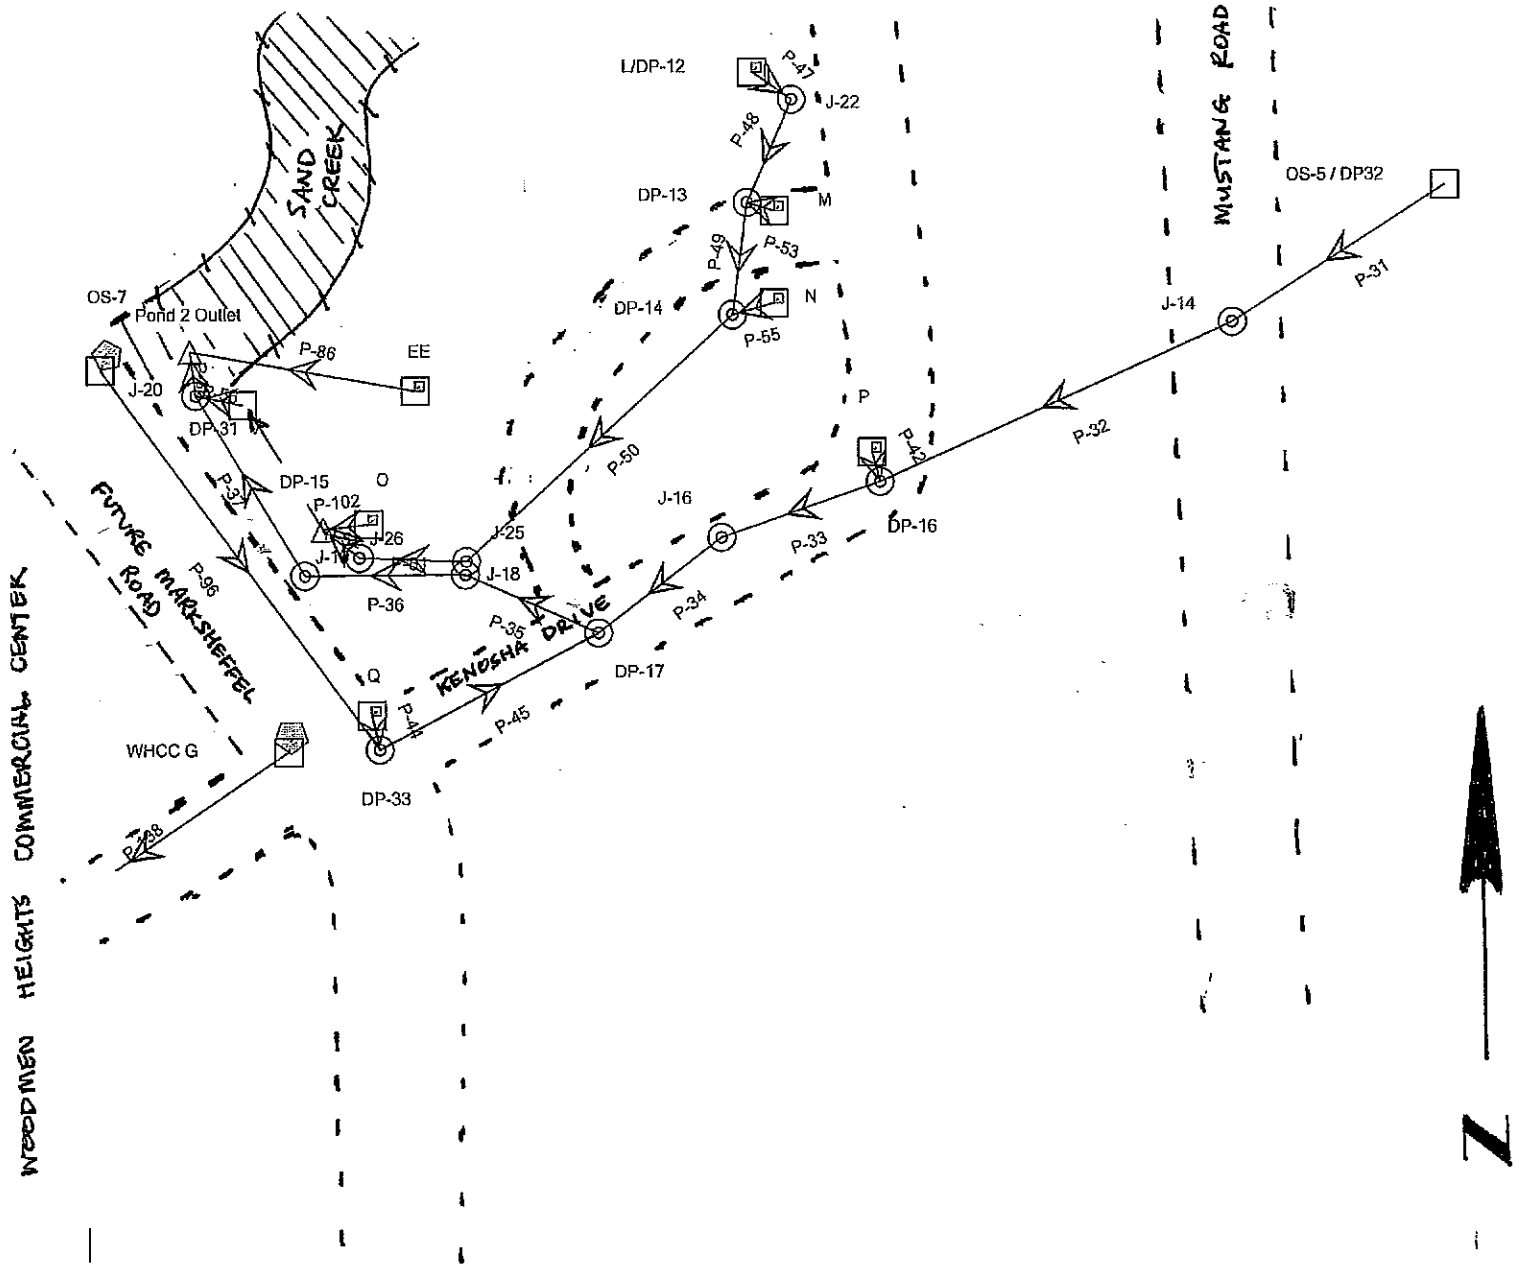 MUSTANG ROAD
L/DP-12
P-47
J-22
P-48
SAND
CREEK
OS-5 / DP32
DP-13
M
P-49
P-53
P-31
OS-7
N
DP-14
J-14
Pond 2 Outlet
P-55
P-86
EE
J-20
P
DP-31
P-32
P-42
P-50
DP-15
O
P-37
P-102
J-16
DP-16
J-26
J-25
P-33
J-18
P-36
P-96
P-34
P-35
FUTURE MARKSHEFFEL
ROAD
KENOSHA DRIVE
DP-17
Q
P-44
P-45
WHCC G
DP-33
WOODMEN HEIGHTS COMMERCIAL CENTER
N